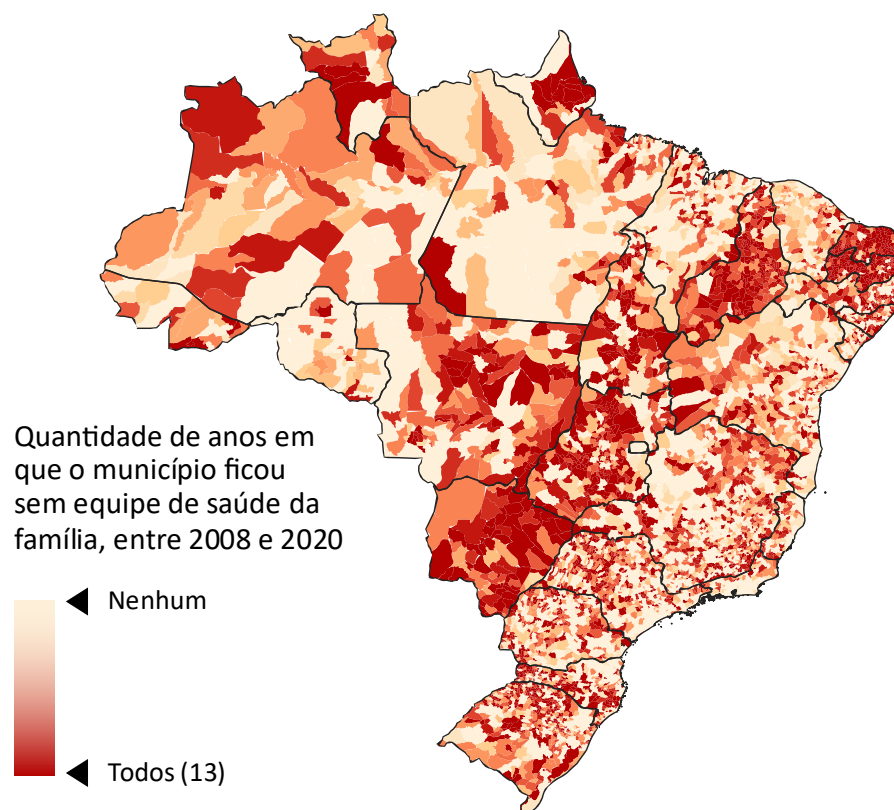 Quantidade de anos em
que o município ficou
sem equipe de saúde da
família, entre 2008 e 2020
Nenhum
Todos (13)